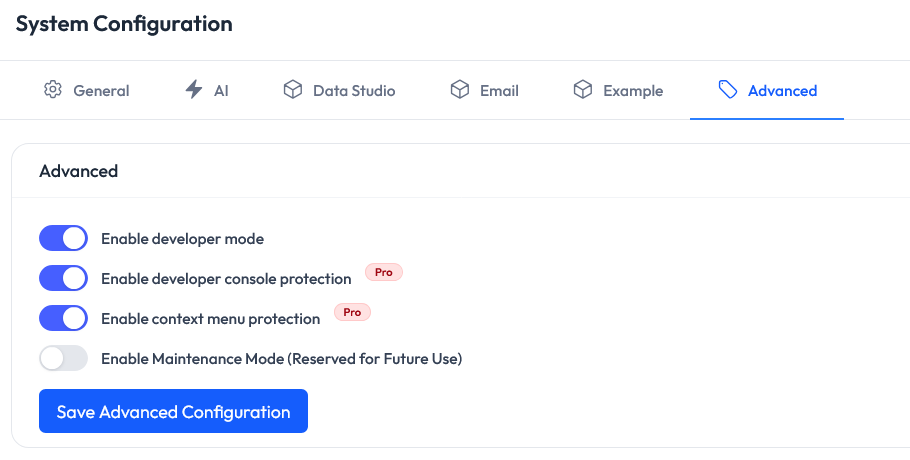 System Configuration
General AI Data Studio Email Example Advanced
Advanced
Enable developer mode
Enable developer console protection Pro
Enable context menu protection Pro
Enable Maintenance Mode (Reserved for Future Use)
Save Advanced Configuration